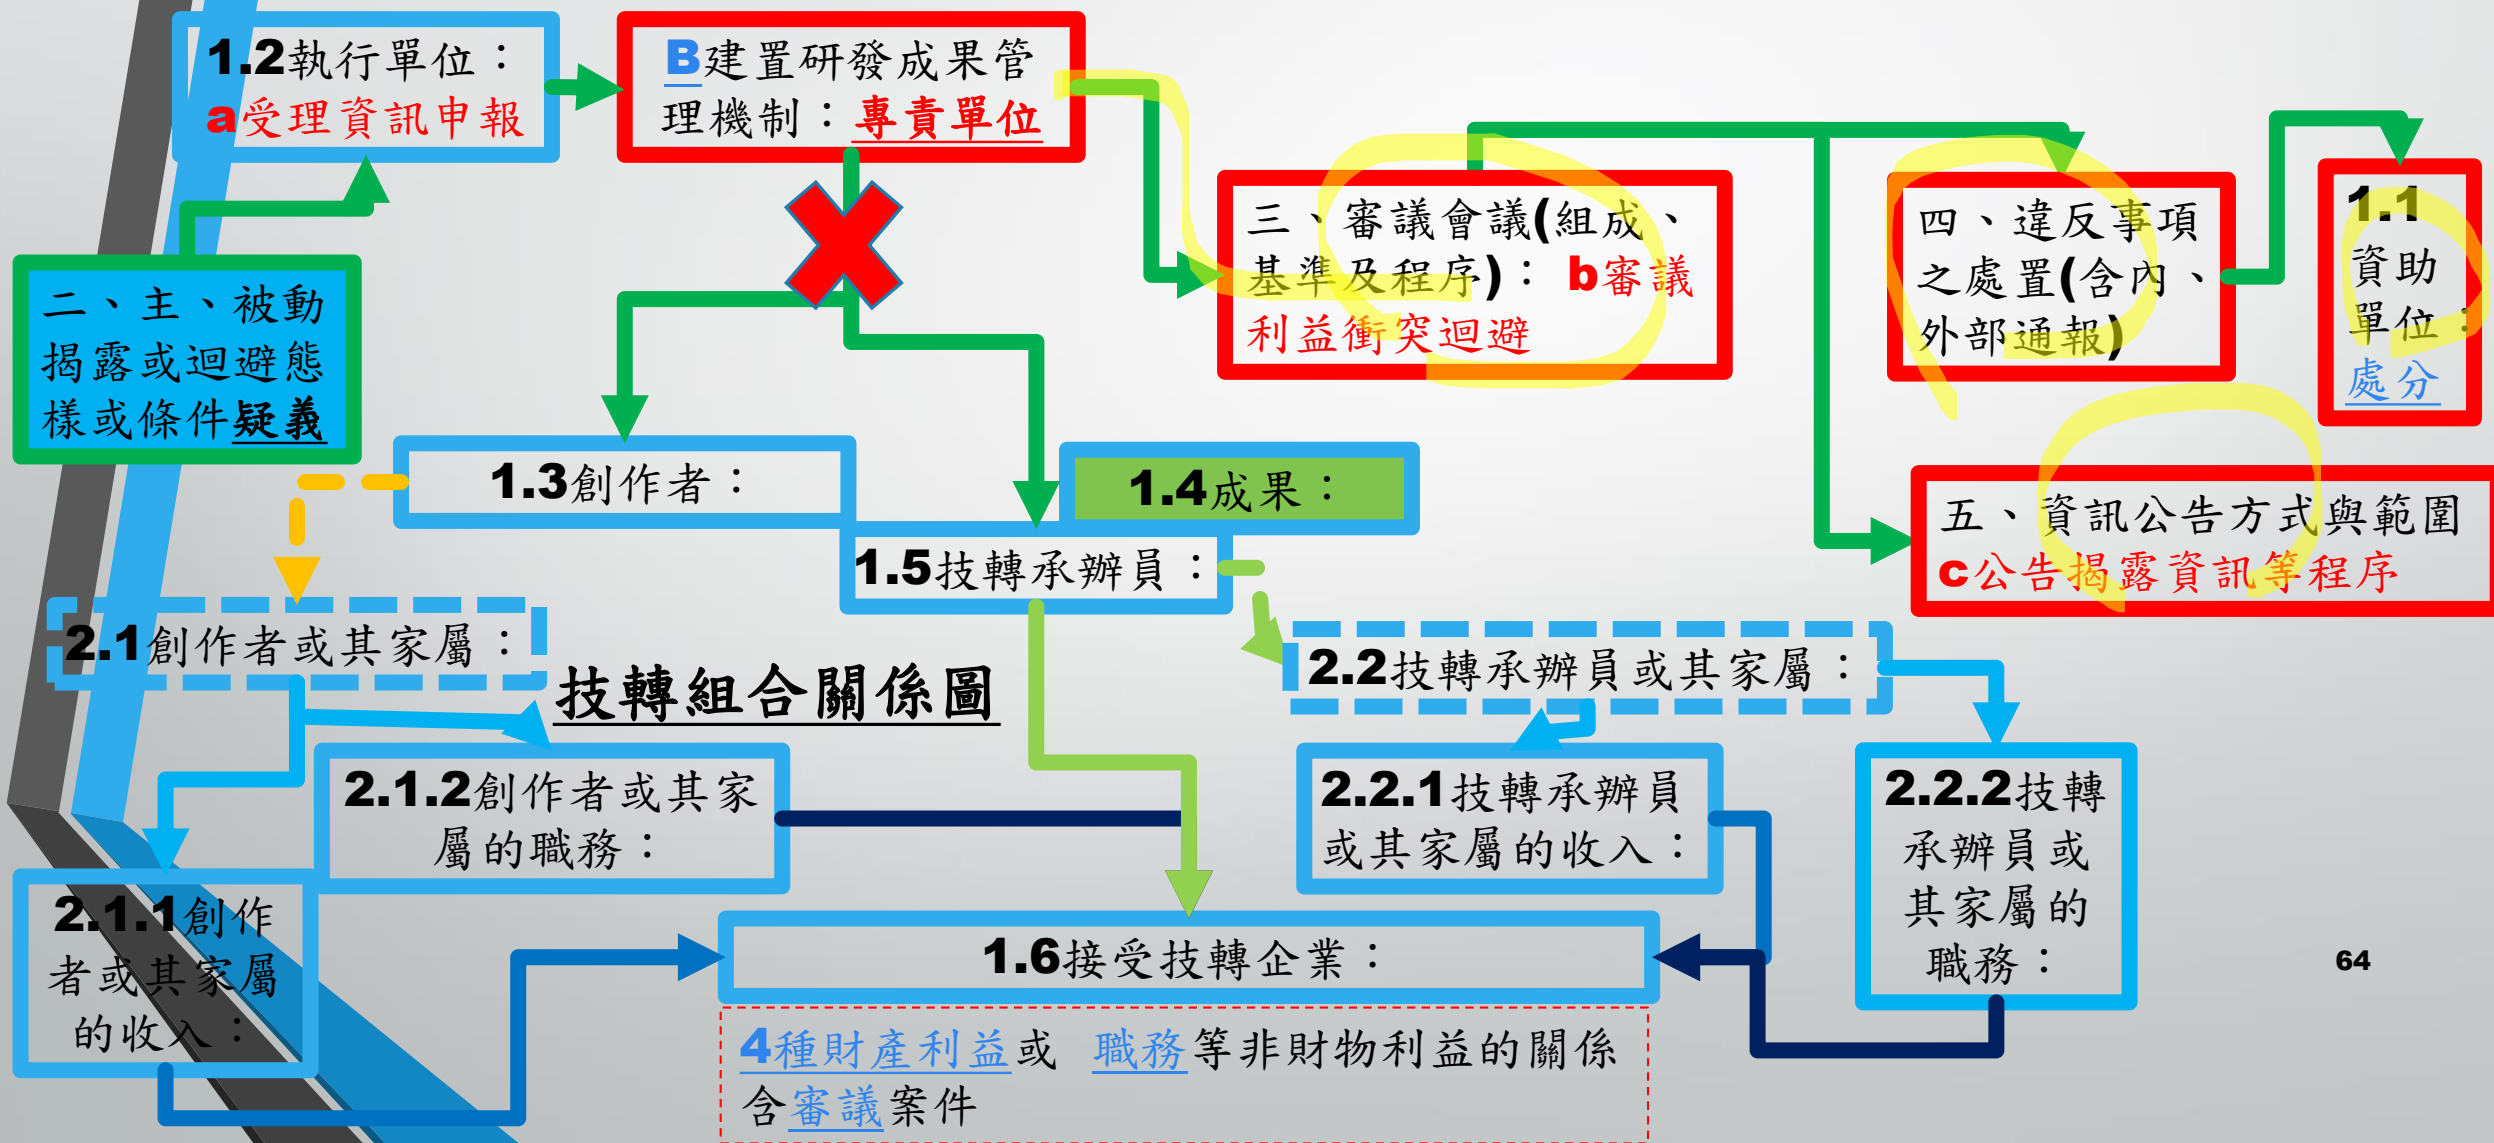 1.2執行單位：
a受理資訊申報
B建置研發成果管
理機制：專責單位
三、審議會議(組成、
基準及程序)： b審議
利益衝突迴避
四、違反事項
之處置(含內、
外部通報)
1.1
資助
單位：
處分
二、主、被動
揭露或迴避態
樣或條件疑義
1.3創作者：
1.4成果：
1.5技轉承辦員：
五、資訊公告方式與範圍
c公告揭露資訊等程序
2.1創作者或其家屬：
技轉組合關係圖
2.2技轉承辦員或其家屬：
2.1.2創作者或其家
屬的職務：
2.2.1技轉承辦員
或其家屬的收入：
2.2.2技轉
承辦員或
其家屬的
職務：
2.1.1創作
者或其家屬
的收入：
1.6接受技轉企業：
64
4種財產利益或 職務等非財物利益的關係
含審議案件